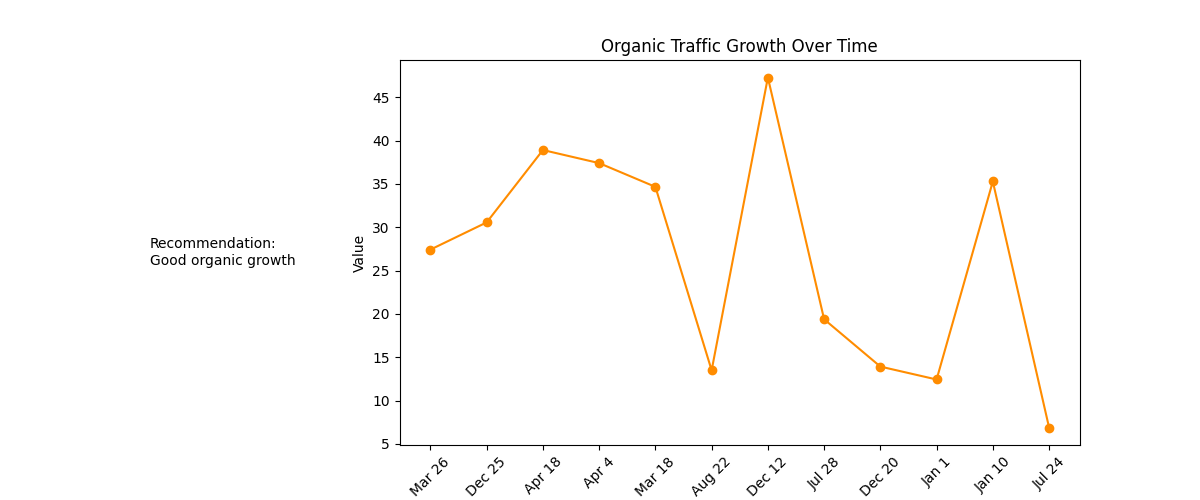 Organic Traffic Growth Over Time
Recommendation:
Good organic growth
Value
45
40
35
30
25
20
15
10
5
Mar 26
Dec 25
Apr 18
Apr 4
Mar 18
Aug 22
Dec 12
Jul 28
Dec 20
Jan 1
Jan 10
Jul 24